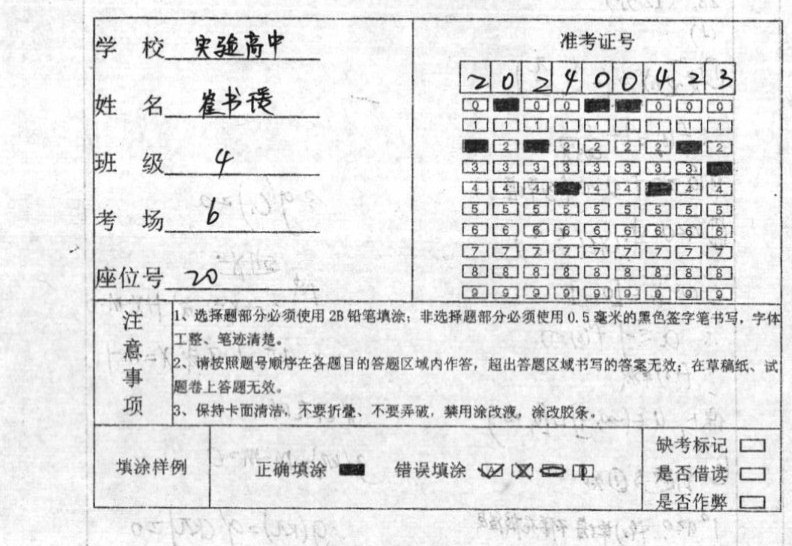 准考证号
学 校 实验高中
2 0 2 4 0 0 4 2 3
姓 名
班 级 4
考 场 6
座位号 20
0 0 0 0 0 0
1 1 1 1 1 1 1 1 1
2 2 2 2 2 2
3 3 3 3 3 3 3 3
4 4 4 4 4 4 4
5 5 5 5 5 5 5 5 5
6 6 6 6 6 6 6 6 6
7 7 7 7 7 7 7 7 7
8 8 8 8 8 8 8 8 8
9 9 9 9 9 9 9 9 9
注意事项
1、选择题部分必须使用2B铅笔填涂；非选择题部分必须使用0.5毫米的黑色签字笔书写，字体
工整、笔迹清楚。
2、请按照题号顺序在各题目的答题区域内作答，超出答题区域书写的答案无效；在草稿纸、试
题卷上答题无效。
3、保持卡面清洁，不要折叠、不要弄破，禁用涂改液，涂改胶条。
填涂样例 正确填涂 错误填涂
缺考标记
是否借读
是否作弊